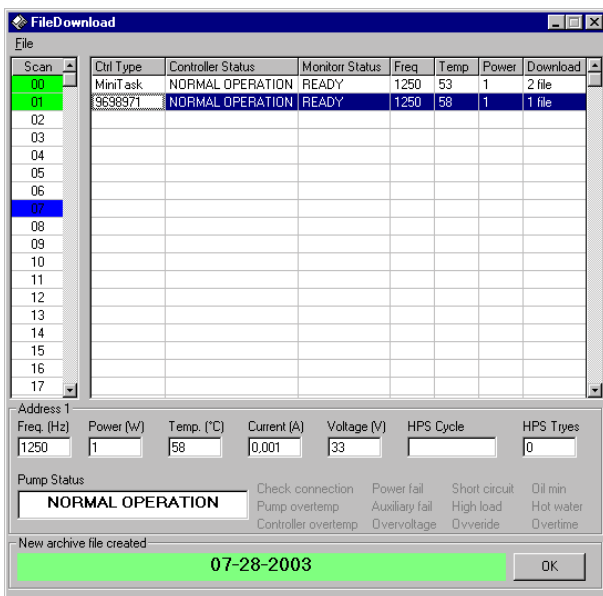 FileDownload
File
Scan Ctrl Type Controller Status Monitorr Status Freq Temp Power Download
00 MiniTask NORMAL OPERATION READY 1250 53 1 2 file
01 9698971 NORMAL OPERATION READY 1250 58 1 1 file
02
03
04
05
06
07
08
09
10
11
12
13
14
15
16
17
Address 1
Freq. (Hz) Power (W) Temp. (°C) Current (A) Voltage (V) HPS Cycle HPS Tryes
1250 1 58 0,001 33 0
Pump Status
NORMAL OPERATION
Check connection Power fail Short circuit Oil min
Pump overtemp Auxiliary fail High load Hot water
Controller overtemp Overvoltage Ovveride Overtime
New archive file created
07-28-2003 OK